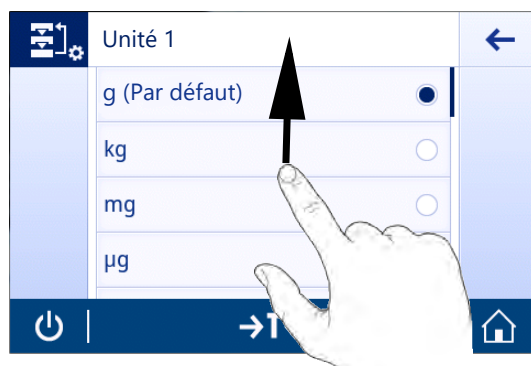 Unité 1
g (Par défaut)
kg
mg
µg
→T